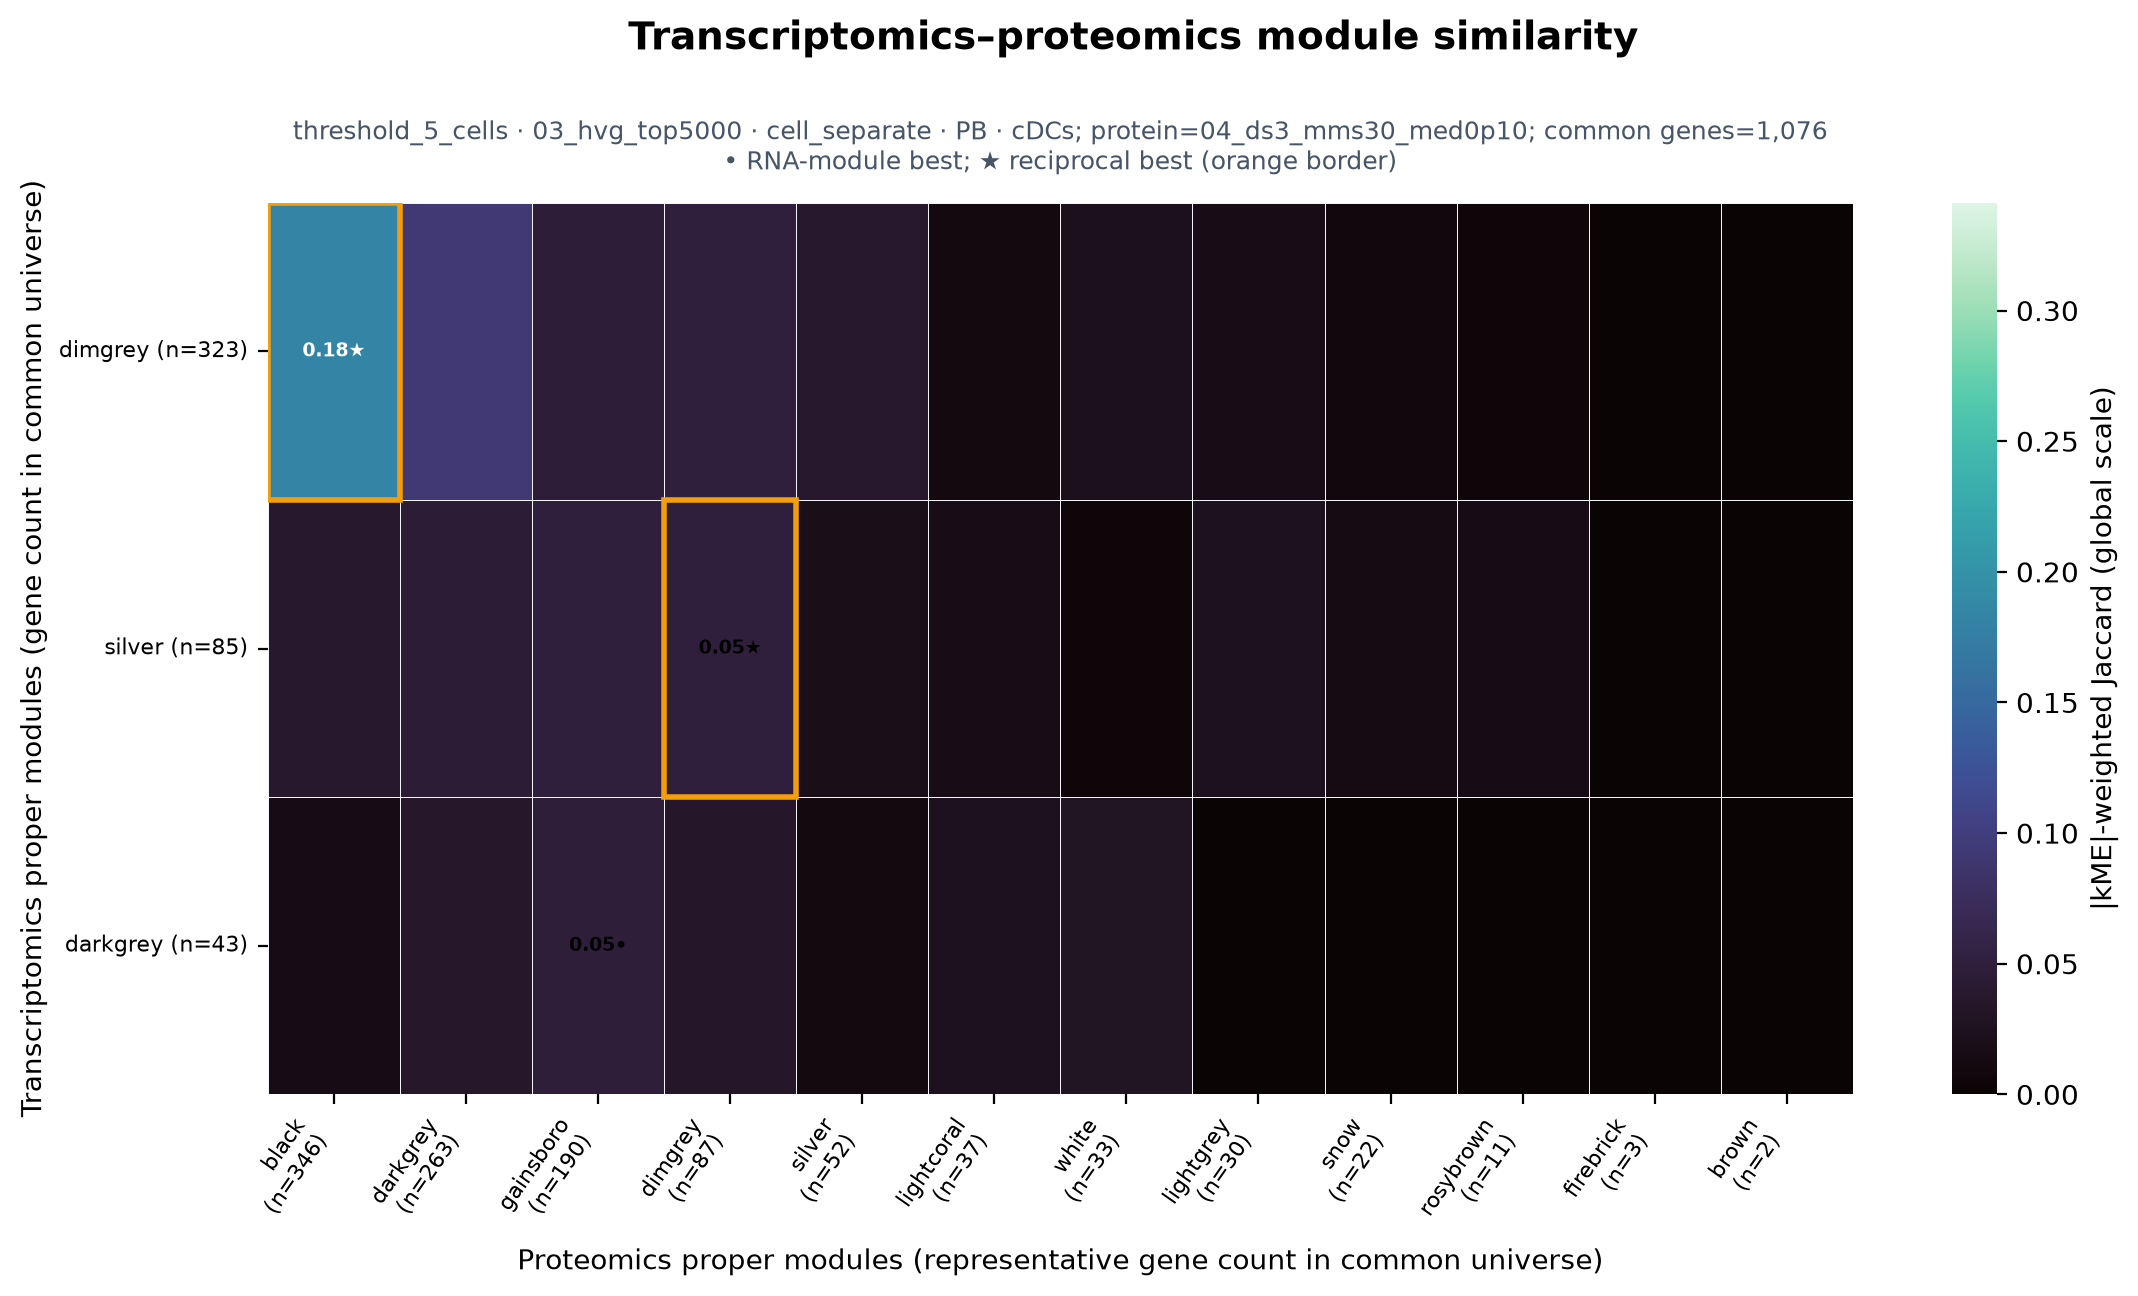 Transcriptomics–proteomics module similarity
threshold_5_cells · 03_hvg_top5000 · cell_separate · PB · cDCs; protein=04_ds3_mms30_med0p10; common genes=1,076
• RNA-module best; ★ reciprocal best (orange border)
Transcriptomics proper modules (gene count in common universe)
dimgrey (n=323)
silver (n=85)
darkgrey (n=43)
0.18★
0.05★
0.05•
black
(n=346)
darkgrey
(n=263)
gainsboro
(n=190)
dimgrey
(n=87)
silver
(n=52)
lightcoral
(n=37)
white
(n=33)
lightgrey
(n=30)
snow
(n=22)
rosybrown
(n=11)
firebrick
(n=3)
brown
(n=2)
Proteomics proper modules (representative gene count in common universe)
0.30
0.25
0.20
0.15
0.10
0.05
0.00
|kME|-weighted Jaccard (global scale)